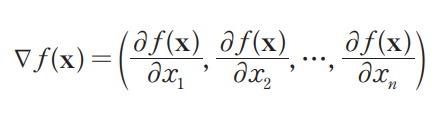 ∇f(𝐱) = (∂f(𝐱)/∂x₁, ∂f(𝐱)/∂x₂, ⋯, ∂f(𝐱)/∂xₙ)